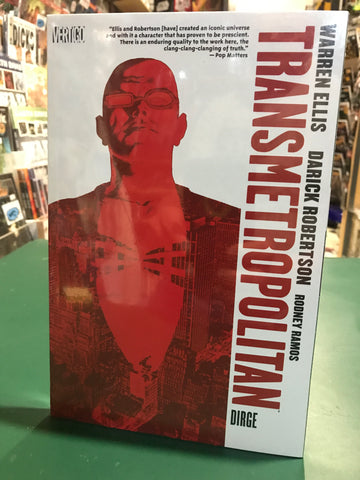 VERTIGO
"Ellis and Robertson [have] created an iconic universe
and with it a character that has proven to be prescient.
There is an enduring quality to the work here, the
clang-clang-clanging of truth."
— Pop Matters
WARREN ELLIS DARICK ROBERTSON RODNEY RAMOS
TRANSMETROPOLITAN™
DIRGE